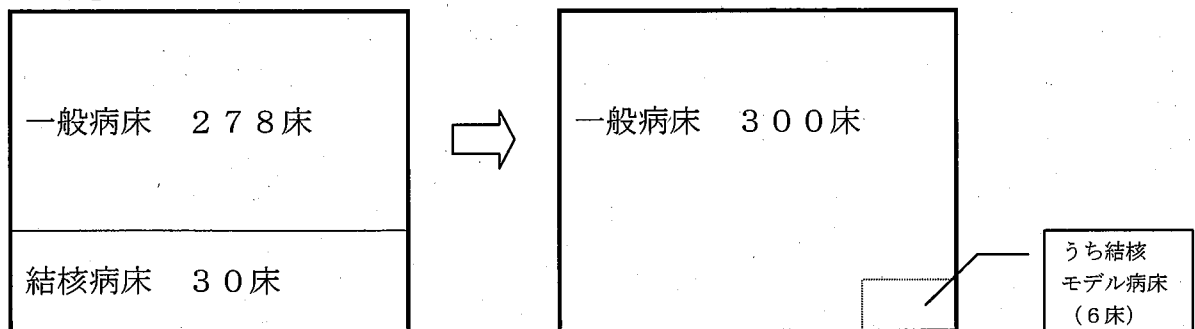 一般病床　２７８床
結核病床　３０床
一般病床　３００床
うち結核
モデル病床
（６床）